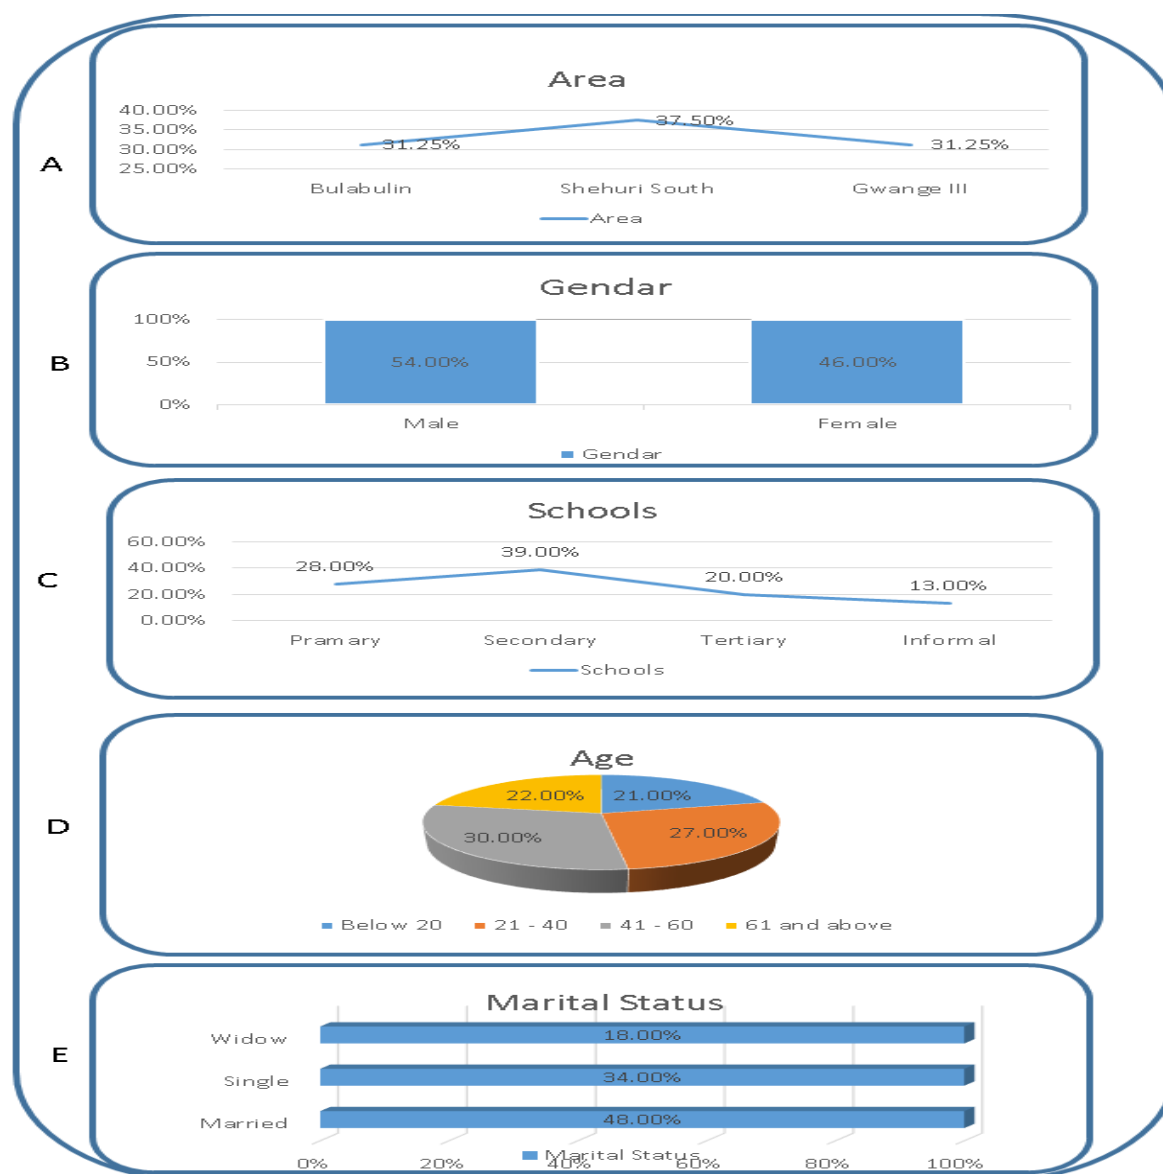 Area
40.00%
35.00%
30.00%
25.00%
37.50%
31.25%
31.25%
A
Bulabulin Shehuri South Gwange III
Area
Gendar
100%
50%
0%
54.00% 46.00%
B
Male Female
Gendar
Schools
60.00%
40.00%
20.00%
0.00%
28.00% 39.00% 20.00% 13.00%
C
Pramary Secondary Tertiary Informal
Schools
Age
22.00% 21.00%
30.00% 27.00%
D
Below 20 21 - 40 41 - 60 61 and above
Marital Status
Widow 18.00%
E
Single 34.00%
Married 48.00%
0% 20% 40% 60% 80% 100%
Marital Status